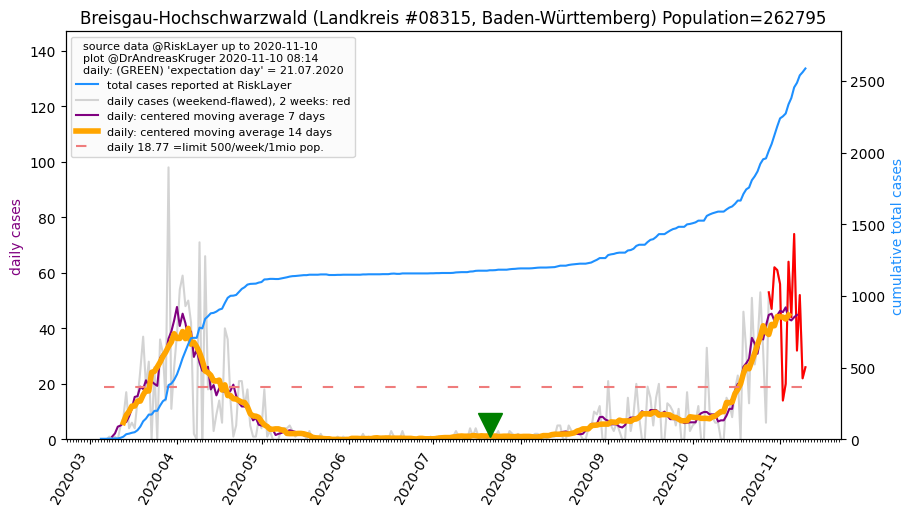 Breisgau-Hochschwarzwald (Landkreis #08315, Baden-Württemberg) Population=262795
source data @RiskLayer up to 2020-11-10
plot @DrAndreasKruger 2020-11-10 08:14
daily: (GREEN) 'expectation day' = 21.07.2020
total cases reported at RiskLayer
daily cases (weekend-flawed), 2 weeks: red
daily: centered moving average 7 days
daily: centered moving average 14 days
daily 18.77 =limit 500/week/1mio pop.
daily cases
140
120
100
80
60
40
20
0
cumulative total cases
2500
2000
1500
1000
500
0
2020-03
2020-04
2020-05
2020-06
2020-07
2020-08
2020-09
2020-10
2020-11